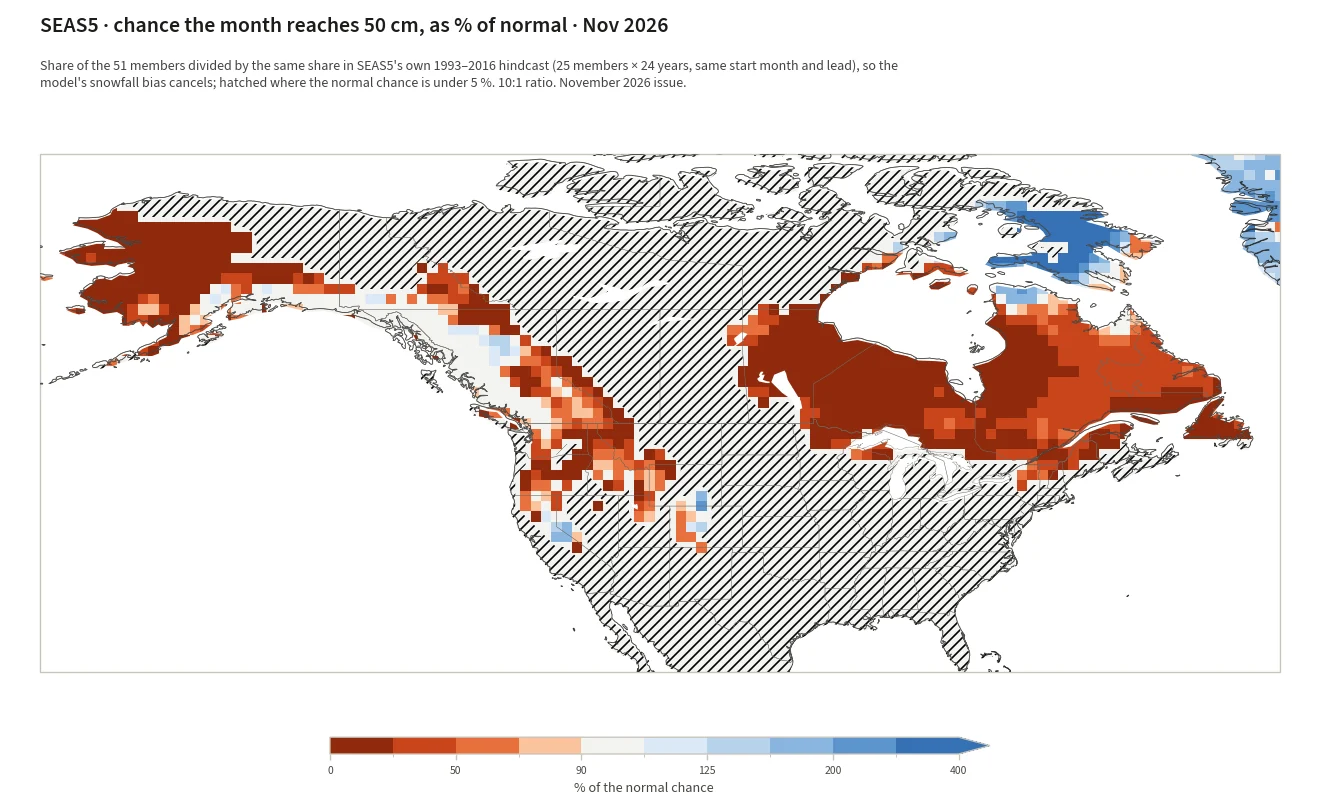 SEAS5 · chance the month reaches 50 cm, as % of normal · Nov 2026
Share of the 51 members divided by the same share in SEAS5's own 1993–2016 hindcast (25 members × 24 years, same start month and lead), so the
model's snowfall bias cancels; hatched where the normal chance is under 5 %. 10:1 ratio. November 2026 issue.
0 50 90 125 200 400
% of the normal chance